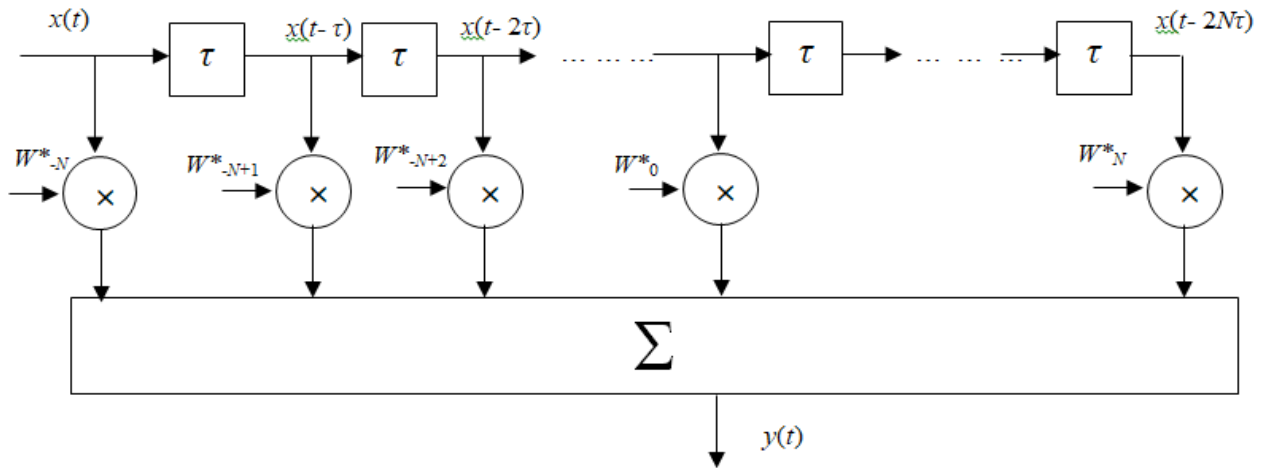 x(t) x(t- τ) x(t- 2τ) x(t- 2Nτ)
τ τ ... ... ... τ ... ... ... τ
W*-N W*-N+1 W*-N+2 W*0 W*N
× × × × ×
Σ
y(t)